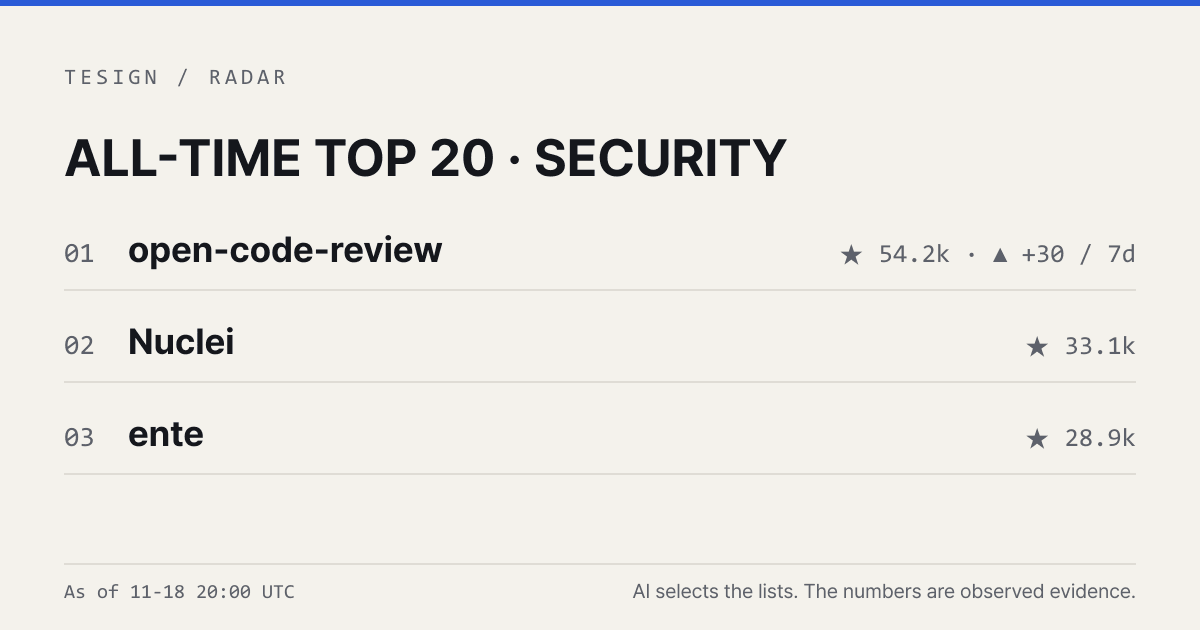 TESIGN / RADAR
ALL-TIME TOP 20 · SECURITY
01 open-code-review ★ 54.2k · ▲ +30 / 7d
02 Nuclei ★ 33.1k
03 ente ★ 28.9k
As of 11-18 20:00 UTC AI selects the lists. The numbers are observed evidence.